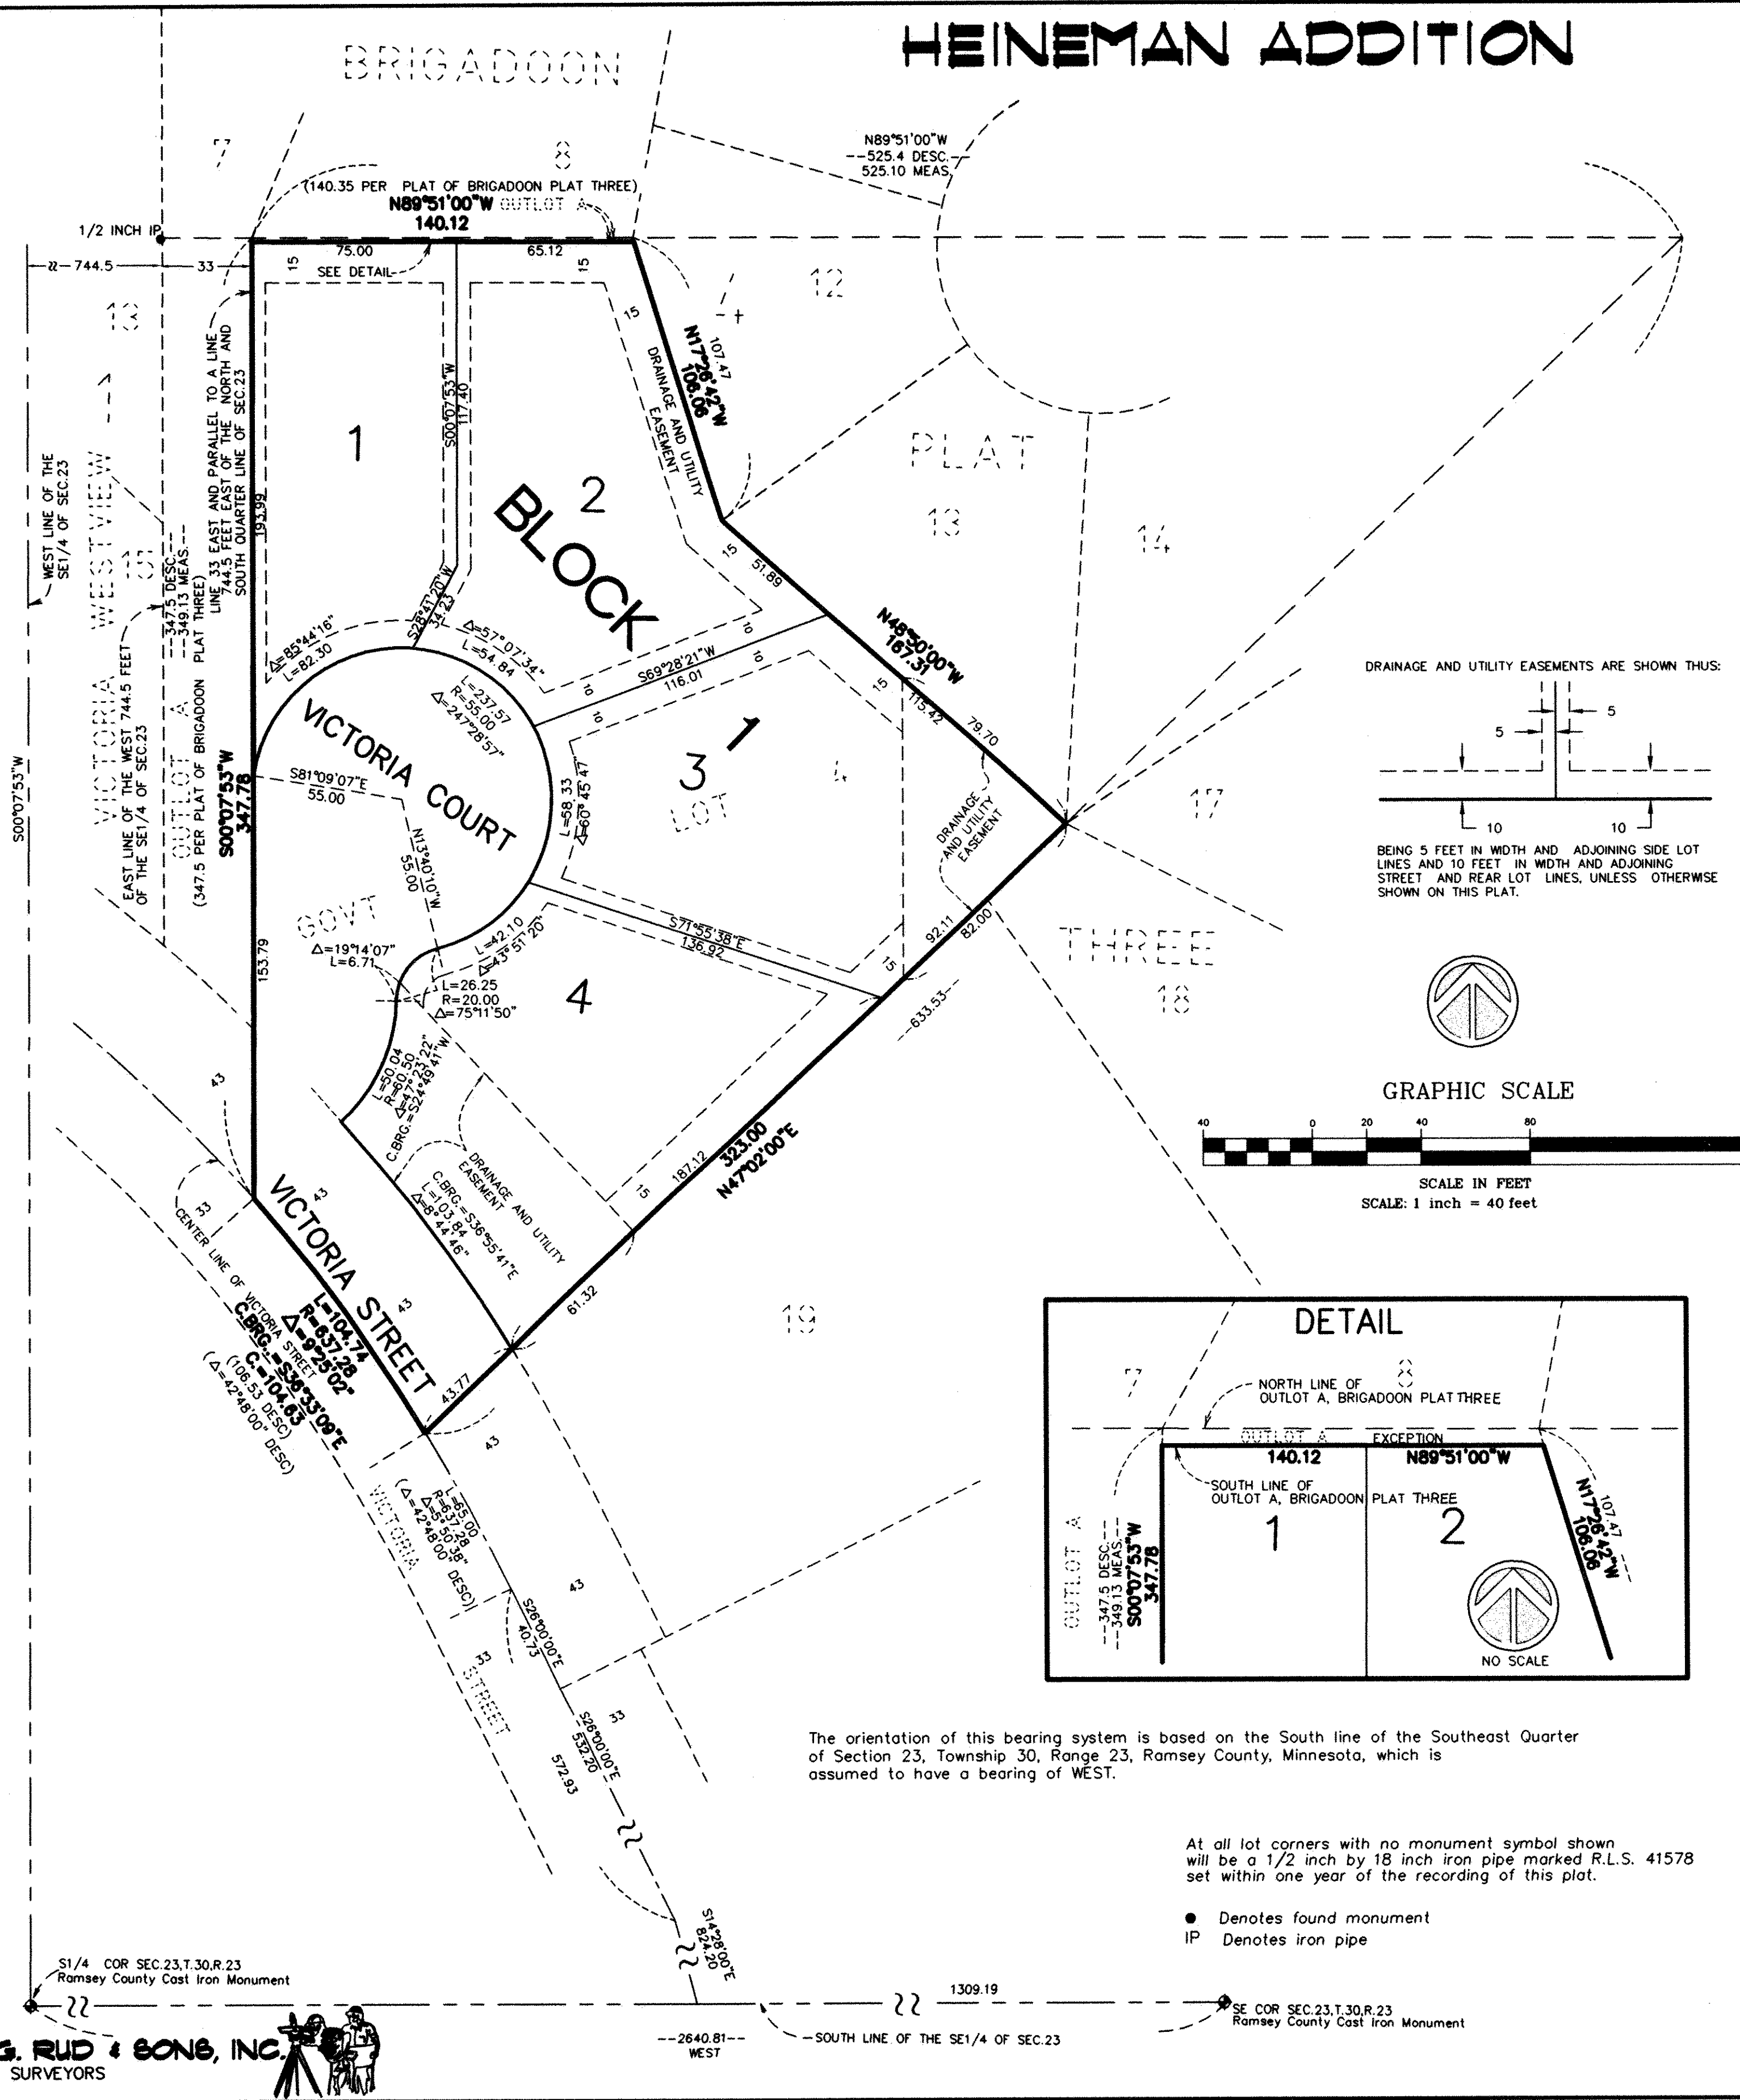 HEINEMAN ADDITION
BRIGADOON
7
8
N89°51'00"W
--525.4 DESC.--
525.10 MEAS.
(140.35 PER PLAT OF BRIGADOON PLAT THREE)
N89°51'00"W OUTLOT A
140.12
1/2 INCH IP
75.00
65.12
744.5
33
15
SEE DETAIL
15
13
12
4
15
N17°26'42"W
106.06
107.47
DRAINAGE AND UTILITY
EASEMENT
WEST LINE OF THE
SE1/4 OF SEC.23
VICTORIA WESTVIEW 1
EAST LINE OF THE WEST 744.5 FEET
OF THE SE1/4 OF SEC.23
OUTLOT A
--347.5 DESC.--
--349.13 MEAS.--
(347.5 PER PLAT OF BRIGADOON PLAT THREE)
LINE 33 EAST AND PARALLEL TO A LINE
744.5 FEET EAST OF THE NORTH AND
SOUTH QUARTER LINE OF SEC.23
S00°07'53"W
347.78
193.99
S00°07'53"W
1
S00°07'53"W
117.40
2
BLOCK
1
PLAT
13
14
15
51.89
N48°50'00"W
187.31
S28°41'20"W
34.23
Δ=85°44'16"
L=82.30
Δ=57°07'34"
L=54.84
10
10
S69°28'21"W
116.01
10
10
15
115.42
79.70
L=237.57
R=55.00
Δ=247°28'57"
VICTORIA COURT
S81°09'07"E
55.00
N13°40'10"W
55.00
L=58.33
Δ=60°45'47"
3
LOT
4
DRAINAGE
AND UTILITY
EASEMENT
17
GOVT
Δ=19°14'07"
L=6.71
L=42.10
Δ=43°51'20"
S71°55'38"E
136.92
92.11
82.00
15
THREE
18
L=26.25
R=20.00
Δ=75°11'50"
4
--633.53--
153.79
L=50.04
R=60.50
Δ=47°23'22"
C.BRG.=S24°49'41"W
DRAINAGE AND UTILITY
EASEMENT
C.BRG.=S36°55'41"E
L=103.84
Δ=8°44'46"
15
187.12
323.00
N47°02'00"E
61.32
19
43
43
33
CENTER LINE OF VICTORIA STREET
VICTORIA STREET
43
L=104.74
R=637.28
Δ=9°25'02"
C.BRG.=S36°33'09"E
C.=104.63
(106.53 DESC)
(Δ=42°48'00" DESC)
43.77
43
L=65.00
R=637.28
Δ=5°50'38"
(Δ=42°48'00" DESC)
VICTORIA
STREET
43
S26°00'00"E
40.73
33
33
S26°00'00"E
532.20
572.93
S14°28'00"E
824.20
DRAINAGE AND UTILITY EASEMENTS ARE SHOWN THUS:
5
5
10
10
BEING 5 FEET IN WIDTH AND ADJOINING SIDE LOT
LINES AND 10 FEET IN WIDTH AND ADJOINING
STREET AND REAR LOT LINES, UNLESS OTHERWISE
SHOWN ON THIS PLAT.
GRAPHIC SCALE
40 0 20 40 80
SCALE IN FEET
SCALE: 1 inch = 40 feet
DETAIL
7
8
NORTH LINE OF
OUTLOT A, BRIGADOON PLAT THREE
OUTLOT A EXCEPTION
140.12 N89°51'00"W
SOUTH LINE OF
OUTLOT A, BRIGADOON PLAT THREE
1
2
OUTLOT A
--347.5 DESC.--
--349.13 MEAS.--
S00°07'53"W
347.78
107.47
N17°26'42"W
106.06
NO SCALE
The orientation of this bearing system is based on the South line of the Southeast Quarter
of Section 23, Township 30, Range 23, Ramsey County, Minnesota, which is
assumed to have a bearing of WEST.
At all lot corners with no monument symbol shown
will be a 1/2 inch by 18 inch iron pipe marked R.L.S. 41578
set within one year of the recording of this plat.
● Denotes found monument
IP Denotes iron pipe
S1/4 COR SEC.23,T.30,R.23
Ramsey County Cast Iron Monument
1309.19
SE COR SEC.23,T.30,R.23
Ramsey County Cast Iron Monument
--2640.81--
WEST
SOUTH LINE OF THE SE1/4 OF SEC.23
G. RUD & SONS, INC.
SURVEYORS